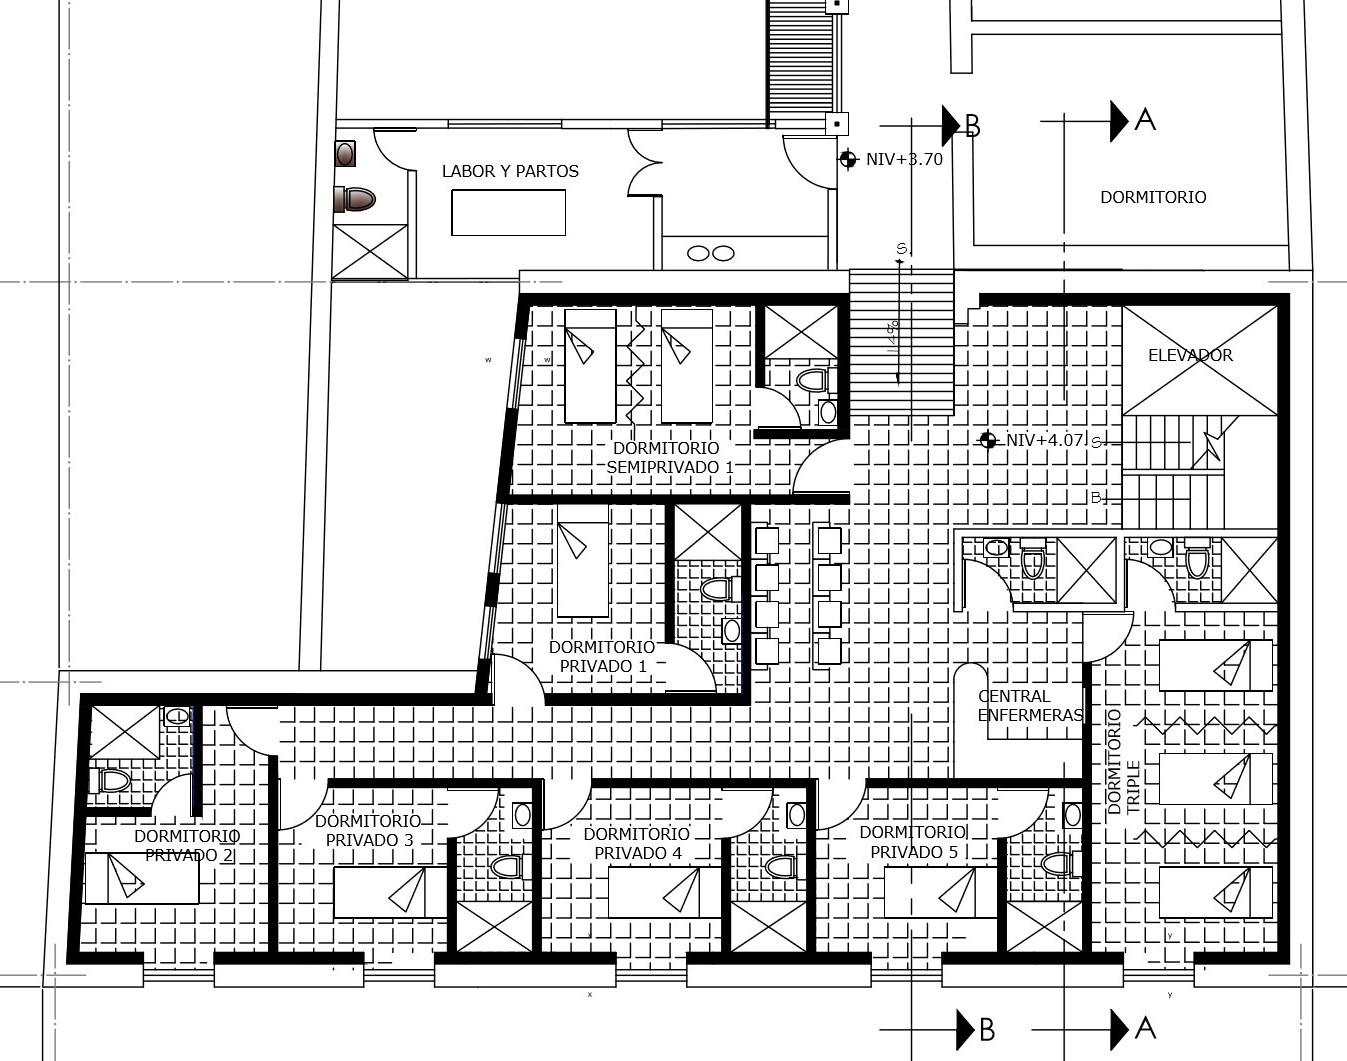 B
A
NIV+3.70
LABOR Y PARTOS
DORMITORIO
S.
14%
ELEVADOR
w
w
DORMITORIO
SEMIPRIVADO 1
NIV+4.07
S
B
DORMITORIO
PRIVADO 1
CENTRAL
ENFERMERAS
DORMITORIO
TRIPLE
DORMITORIO
PRIVADO 2
DORMITORIO
PRIVADO 3
DORMITORIO
PRIVADO 4
DORMITORIO
PRIVADO 5
y
x
y
B
A